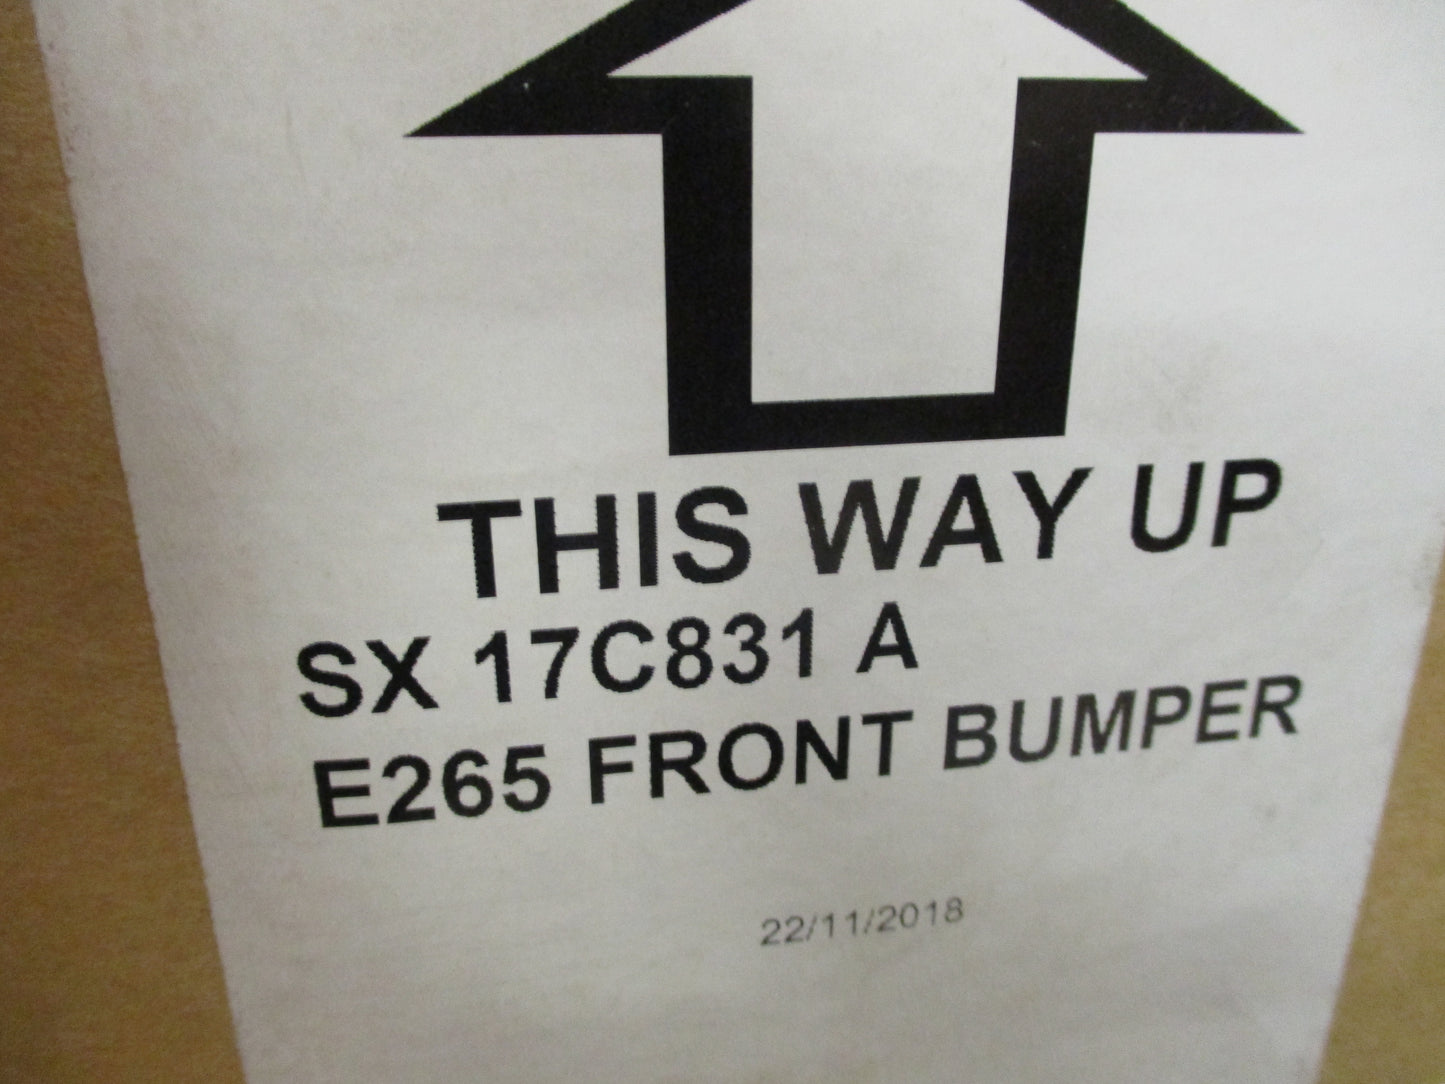 THIS WAY UP
SX 17C831 A
E265 FRONT BUMPER
22/11/2018